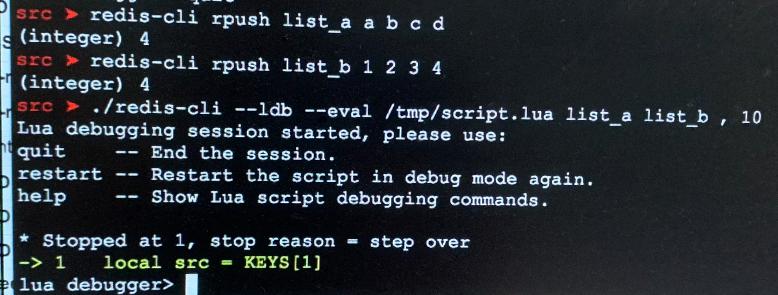 src ➤ redis-cli rpush list_a a b c d
(integer) 4
src ➤ redis-cli rpush list_b 1 2 3 4
(integer) 4
src ➤ ./redis-cli --ldb --eval /tmp/script.lua list_a list_b , 10
Lua debugging session started, please use:
quit    -- End the session.
restart -- Restart the script in debug mode again.
help    -- Show Lua script debugging commands.
* Stopped at 1, stop reason = step over
-> 1   local src = KEYS[1]
lua debugger>